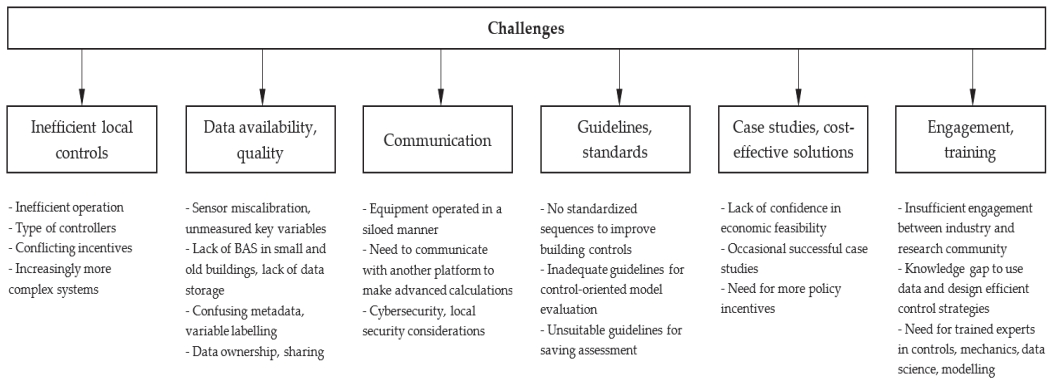 Challenges
Inefficient local
controls
- Inefficient operation
- Type of controllers
- Conflicting incentives
- Increasingly more
complex systems
Data availability,
quality
- Sensor miscalibration,
unmeasured key variables
- Lack of BAS in small and
old buildings, lack of data
storage
- Confusing metadata,
variable labelling
- Data ownership, sharing
Communication
- Equipment operated in a
siloed manner
- Need to communicate
with another platform to
make advanced calculations
- Cybersecurity, local
security considerations
Guidelines,
standards
- No standardized
sequences to improve
building controls
- Inadequate guidelines for
control-oriented model
evaluation
- Unsuitable guidelines for
saving assessment
Case studies, cost-
effective solutions
- Lack of confidence in
economic feasibility
- Occasional successful case
studies
- Need for more policy
incentives
Engagement,
training
- Insufficient engagement
between industry and
research community
- Knowledge gap to use
data and design efficient
control strategies
- Need for trained experts
in controls, mechanics, data
science, modelling